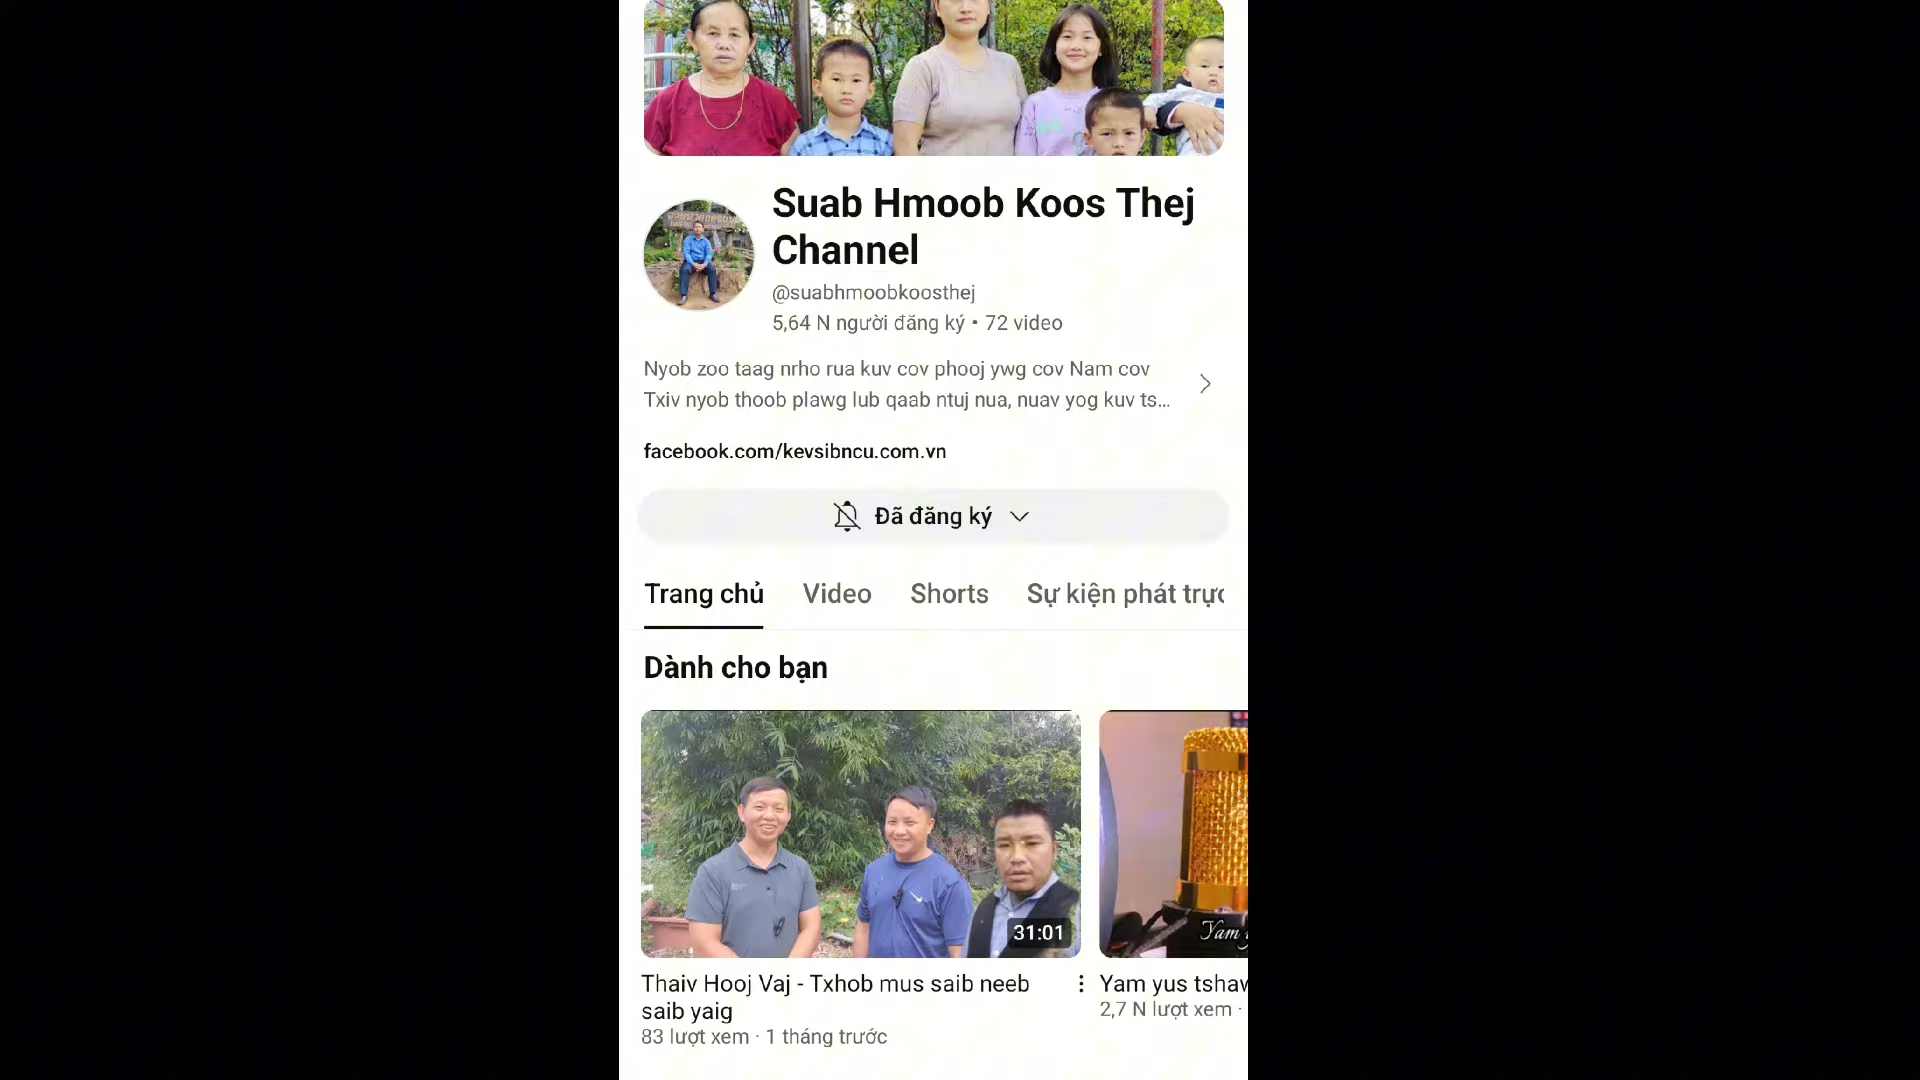 Suab Hmoob Koos Thej
Channel
@suabhmoobkoosthej
5,64 N người đăng ký • 72 video
Nyob zoo taag nrho rua kuv cov phooj ywg cov Nam cov
Txiv nyob thoob plawg lub qaab ntuj nua, nuav yog kuv ts...
facebook.com/kevsibncu.com.vn
Đã đăng ký
Trang chủ Video Shorts Sự kiện phát trực
Dành cho bạn
31:01
Yam
Thaiv Hooj Vaj - Txhob mus saib neeb
saib yaig
83 lượt xem · 1 tháng trước
Yam yus tshav
2,7 N lượt xem ·